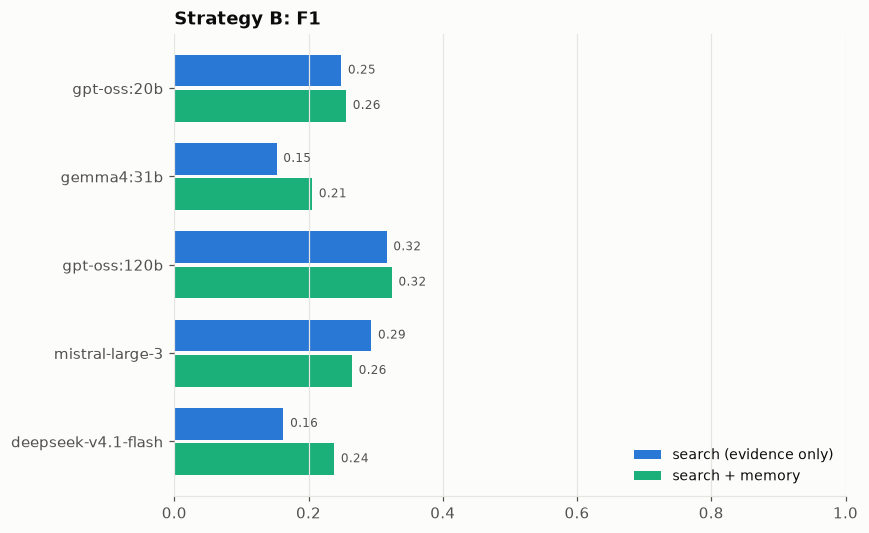 Strategy B: F1
gpt-oss:20b
0.25
0.26
gemma4:31b
0.15
0.21
gpt-oss:120b
0.32
0.32
mistral-large-3
0.29
0.26
deepseek-v4.1-flash
0.16
0.24
search (evidence only)
search + memory
0.0 0.2 0.4 0.6 0.8 1.0